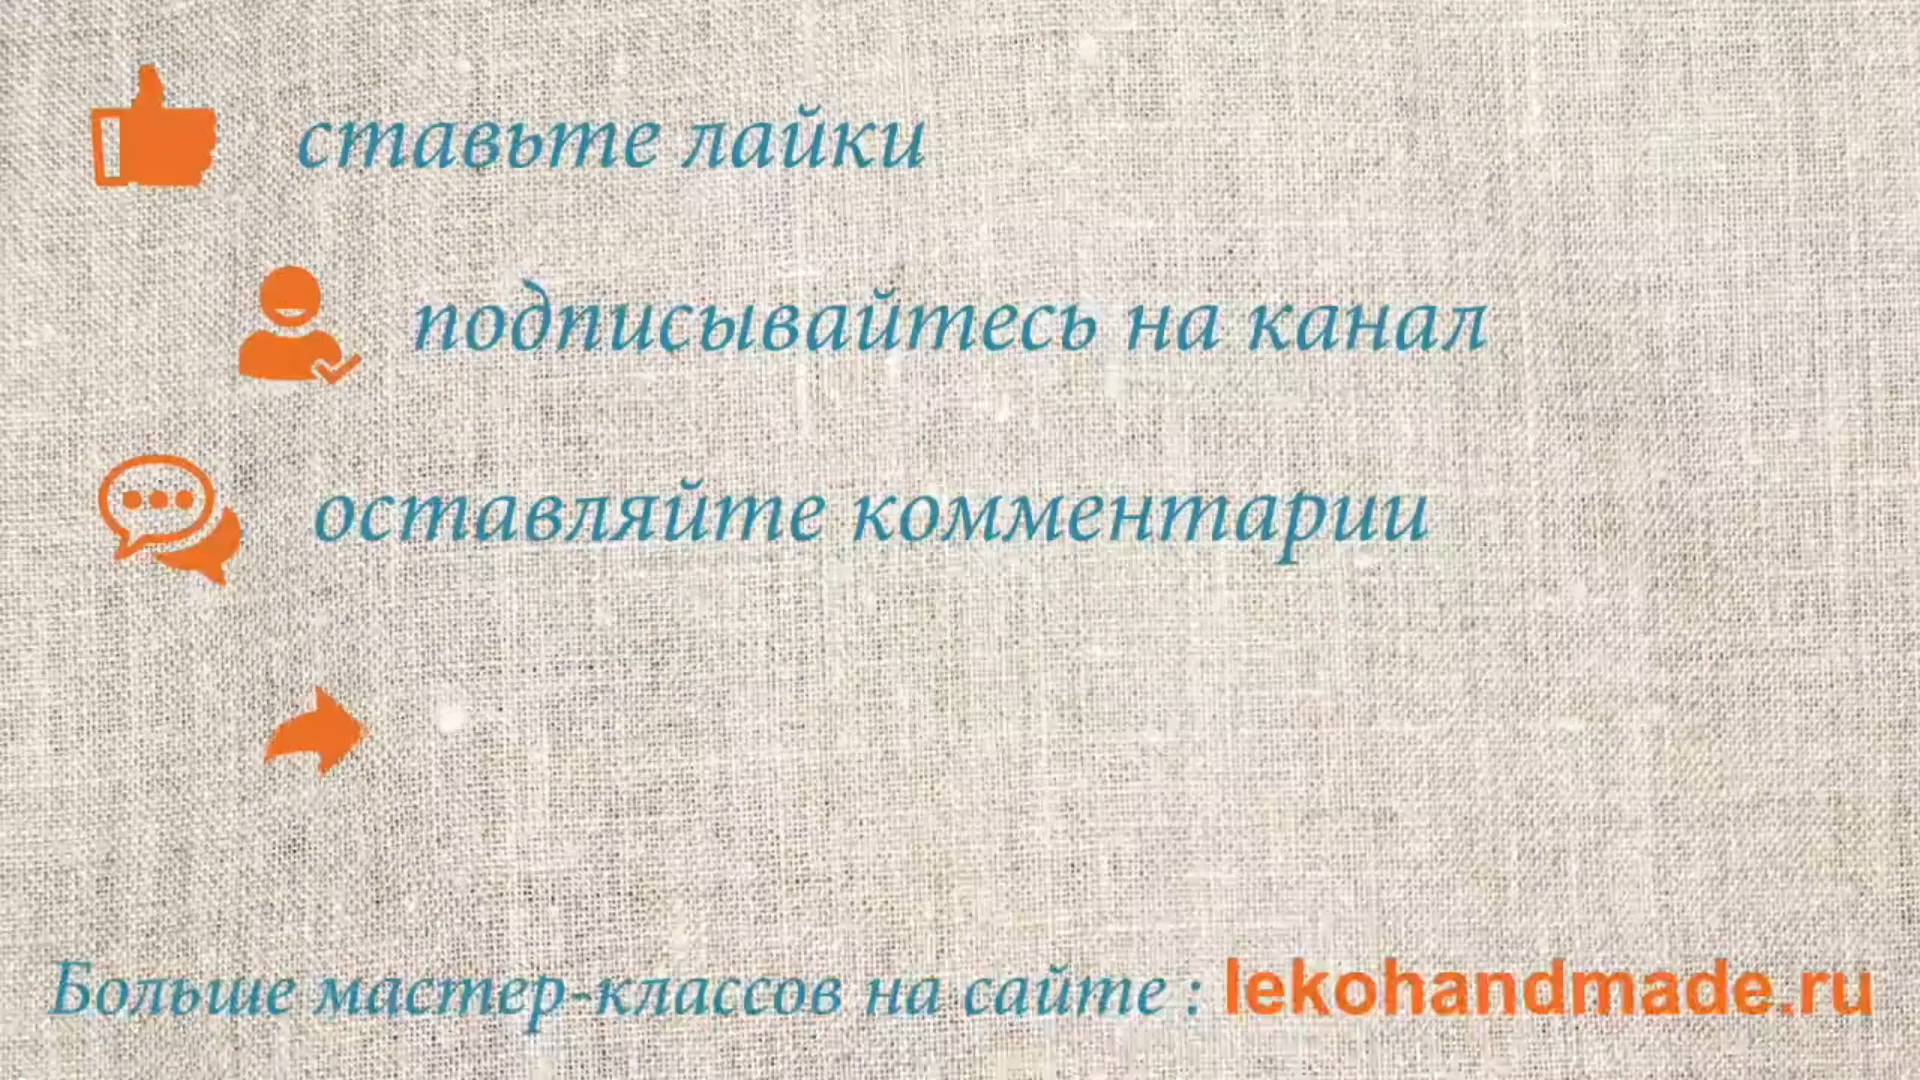 ставьте лайки
подписывайтесь на канал
оставляйте комментарии
Больше мастер-классов на сайте : lekohandmade.ru